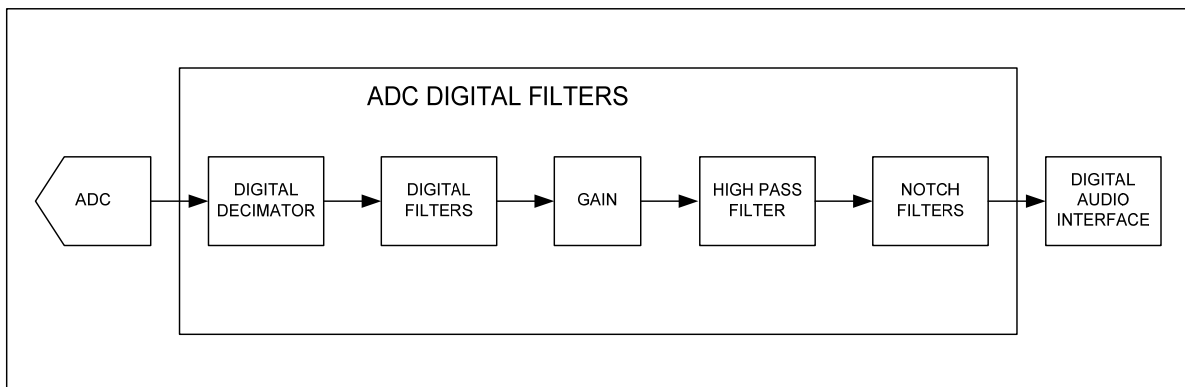 ADC DIGITAL FILTERS
ADC
DIGITAL
DECIMATOR
DIGITAL
FILTERS
GAIN
HIGH PASS
FILTER
NOTCH
FILTERS
DIGITAL
AUDIO
INTERFACE